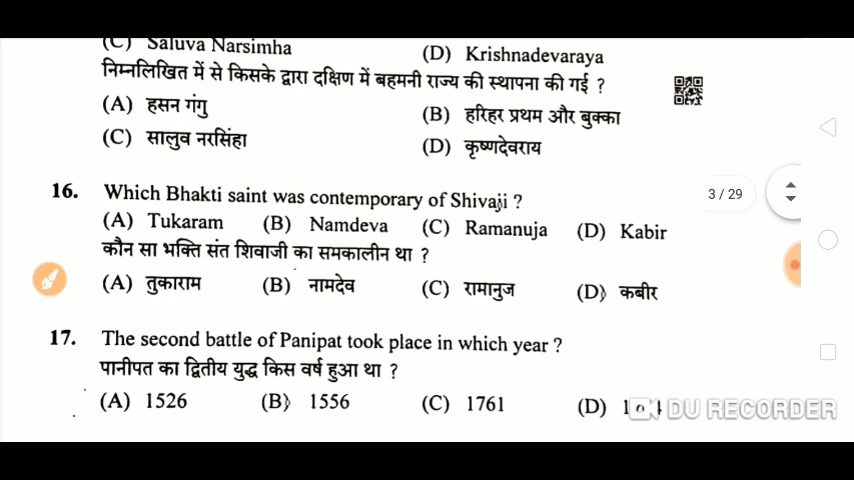 (C) Saluva Narsimha (D) Krishnadevaraya
निम्नलिखित में से किसके द्वारा दक्षिण में बहमनी राज्य की स्थापना की गई ?
(A) हसन गंगु (B) हरिहर प्रथम और बुक्का
(C) सालुव नरसिंहा (D) कृष्णदेवराय
3 / 29
16. Which Bhakti saint was contemporary of Shivaji ?
(A) Tukaram (B) Namdeva (C) Ramanuja (D) Kabir
कौन सा भक्ति संत शिवाजी का समकालीन था ?
(A) तुकाराम (B) नामदेव (C) रामानुज (D) कबीर
17. The second battle of Panipat took place in which year ?
पानीपत का द्वितीय युद्ध किस वर्ष हुआ था ?
(A) 1526 (B) 1556 (C) 1761 (D)
DU RECORDER